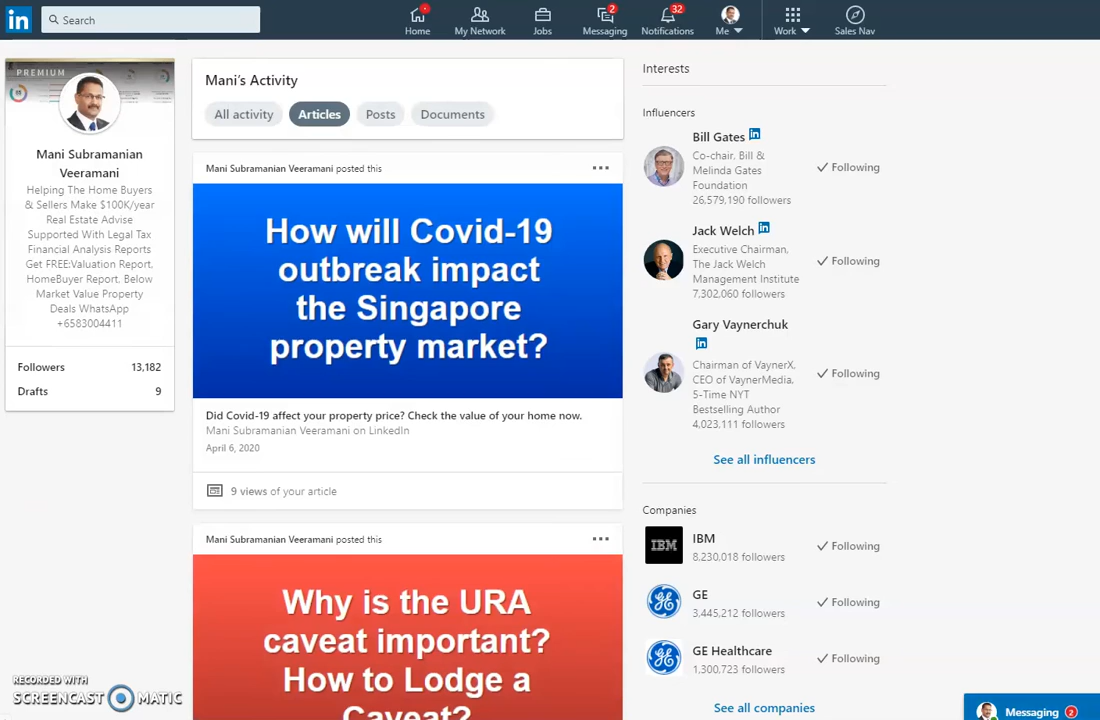 in
Search
Home
My Network
Jobs
2
Messaging
32
Notifications
Me
Work
Sales Nav
PREMIUM
Mani Subramanian
Veeramani
Helping The Home Buyers
& Sellers Make $100K/year
Real Estate Advise
Supported With Legal Tax
Financial Analysis Reports
Get FREE:Valuation Report,
HomeBuyer Report, Below
Market Value Property
Deals WhatsApp
+6583004411
Followers 13,182
Drafts 9
Mani's Activity
All activity
Articles
Posts
Documents
Mani Subramanian Veeramani posted this
How will Covid-19
outbreak impact
the Singapore
property market?
Did Covid-19 affect your property price? Check the value of your home now.
Mani Subramanian Veeramani on LinkedIn
April 6, 2020
9 views of your article
Mani Subramanian Veeramani posted this
Why is the URA
caveat important?
How to Lodge a
Caveat?
Interests
Influencers
Bill Gates in
Co-chair, Bill &
Melinda Gates
Foundation
26,579,190 followers
Following
Jack Welch in
Executive Chairman,
The Jack Welch
Management Institute
7,302,060 followers
Following
Gary Vaynerchuk
in
Chairman of VaynerX,
CEO of VaynerMedia,
5-Time NYT
Bestselling Author
4,023,111 followers
Following
See all influencers
Companies
IBM
IBM
8,230,018 followers
Following
GE
3,445,212 followers
Following
GE Healthcare
1,300,723 followers
Following
See all companies
RECORDED WITH
SCREENCAST MATIC
Messaging 2